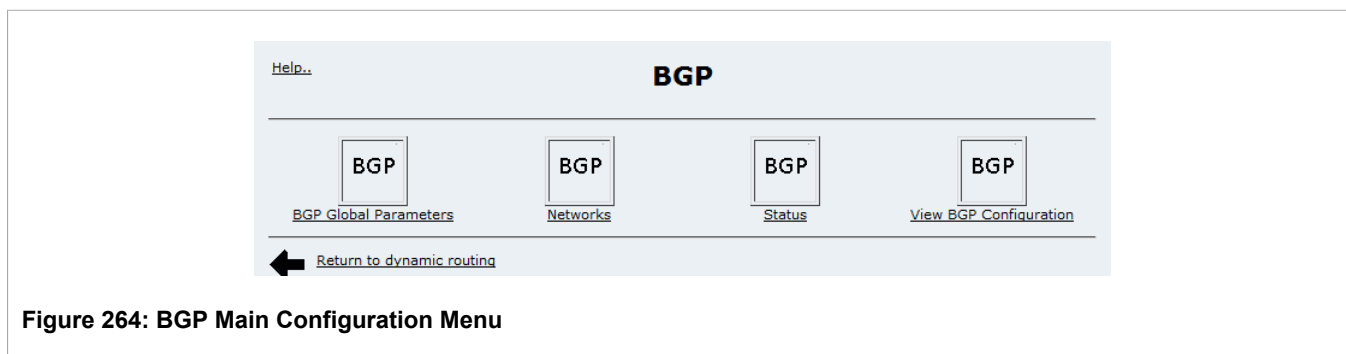 Help..
BGP
BGP BGP BGP BGP
BGP Global Parameters Networks Status View BGP Configuration
Return to dynamic routing
Figure 264: BGP Main Configuration Menu